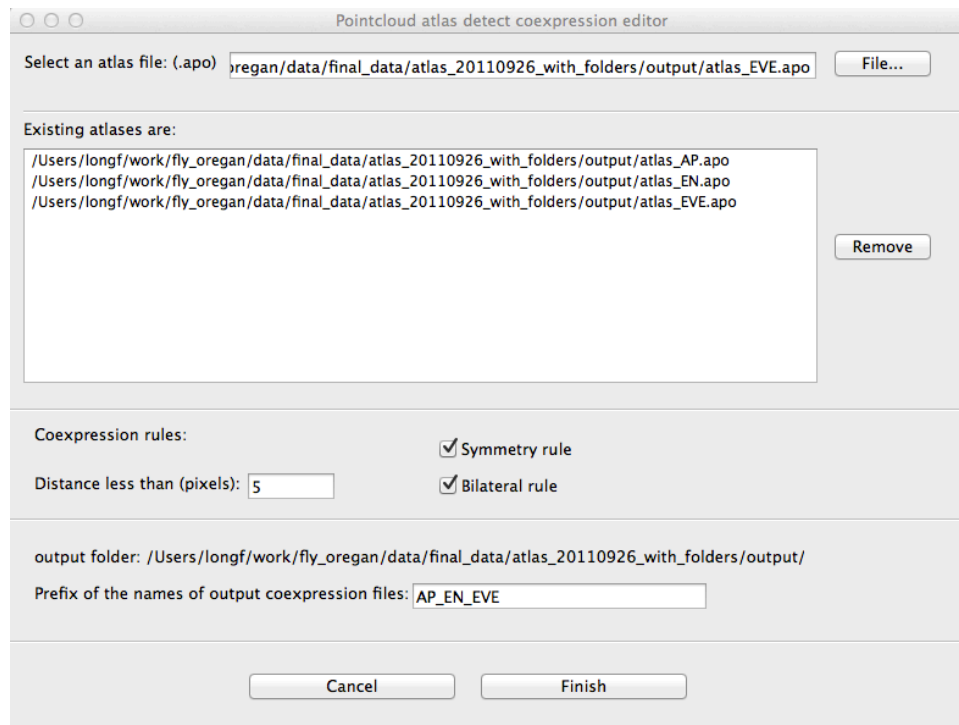 Pointcloud atlas detect coexpression editor
Select an atlas file: (.apo) oregan/data/final_data/atlas_20110926_with_folders/output/atlas_EVE.apo File...
Existing atlases are:
/Users/longf/work/fly_oregan/data/final_data/atlas_20110926_with_folders/output/atlas_AP.apo
/Users/longf/work/fly_oregan/data/final_data/atlas_20110926_with_folders/output/atlas_EN.apo
/Users/longf/work/fly_oregan/data/final_data/atlas_20110926_with_folders/output/atlas_EVE.apo
Remove
Coexpression rules:
Symmetry rule
Distance less than (pixels): 5 Bilateral rule
output folder: /Users/longf/work/fly_oregan/data/final_data/atlas_20110926_with_folders/output/
Prefix of the names of output coexpression files: AP_EN_EVE
Cancel Finish